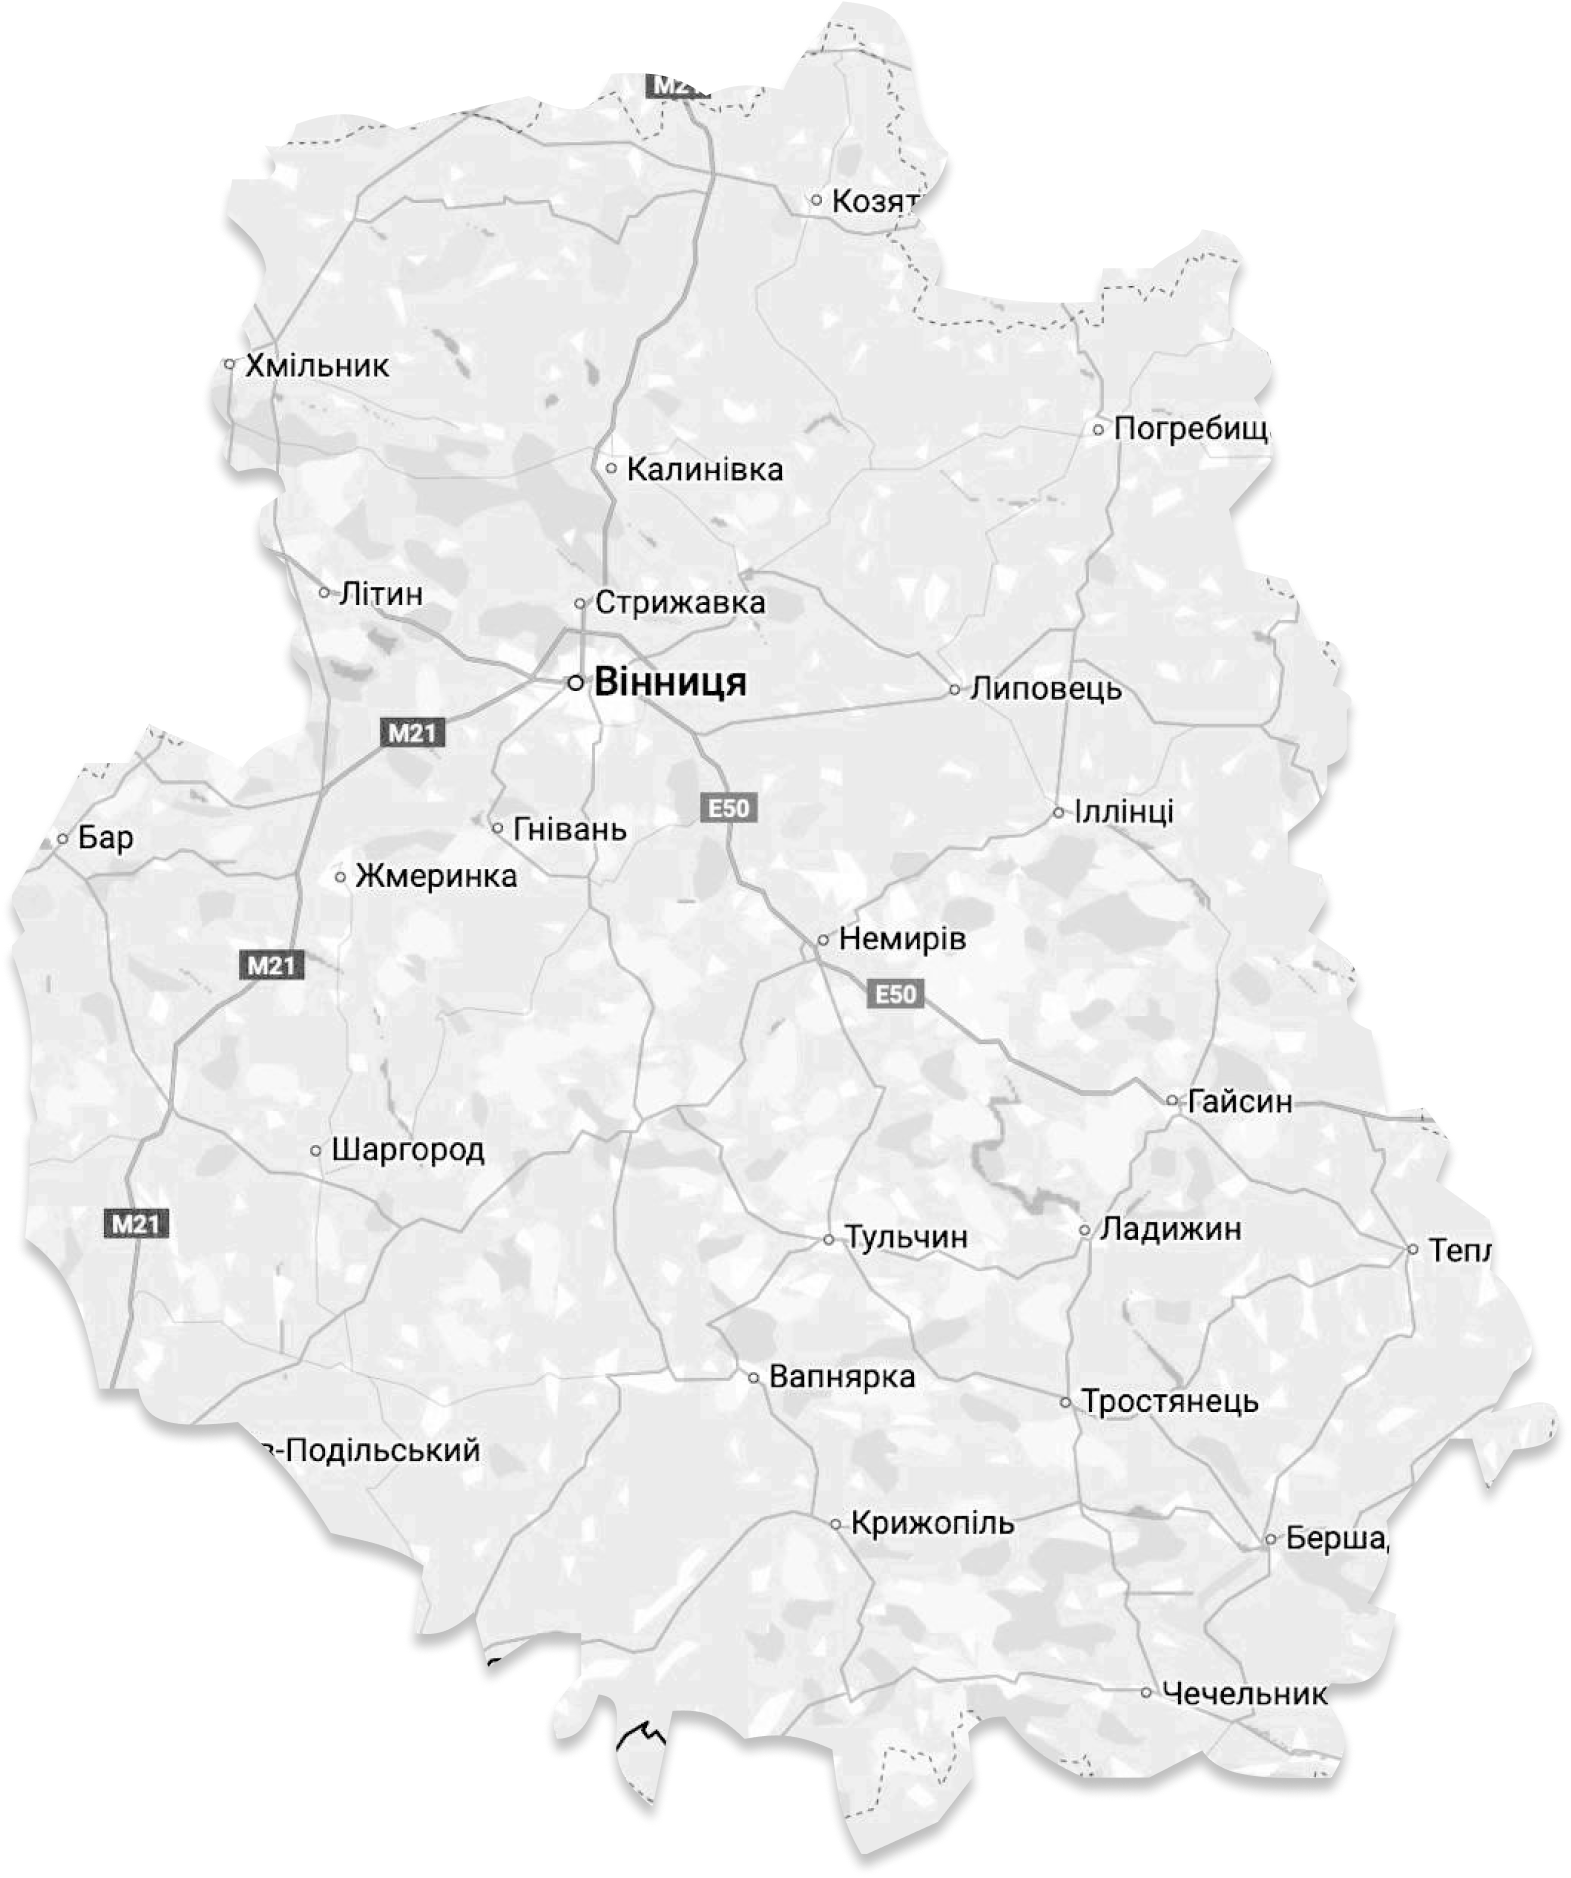 M21
Козят
Хмільник
Погребищ
Калинівка
Літин
Стрижавка
Вінниця
Липовець
M21
E50
Іллінці
Гнівань
Бар
Жмеринка
Немирів
M21
E50
Гайсин
Шаргород
M21
Ладижин
Тульчин
Тепл
Вапнярка
Тростянець
в-Подільський
Крижопіль
Берша
Чечельник